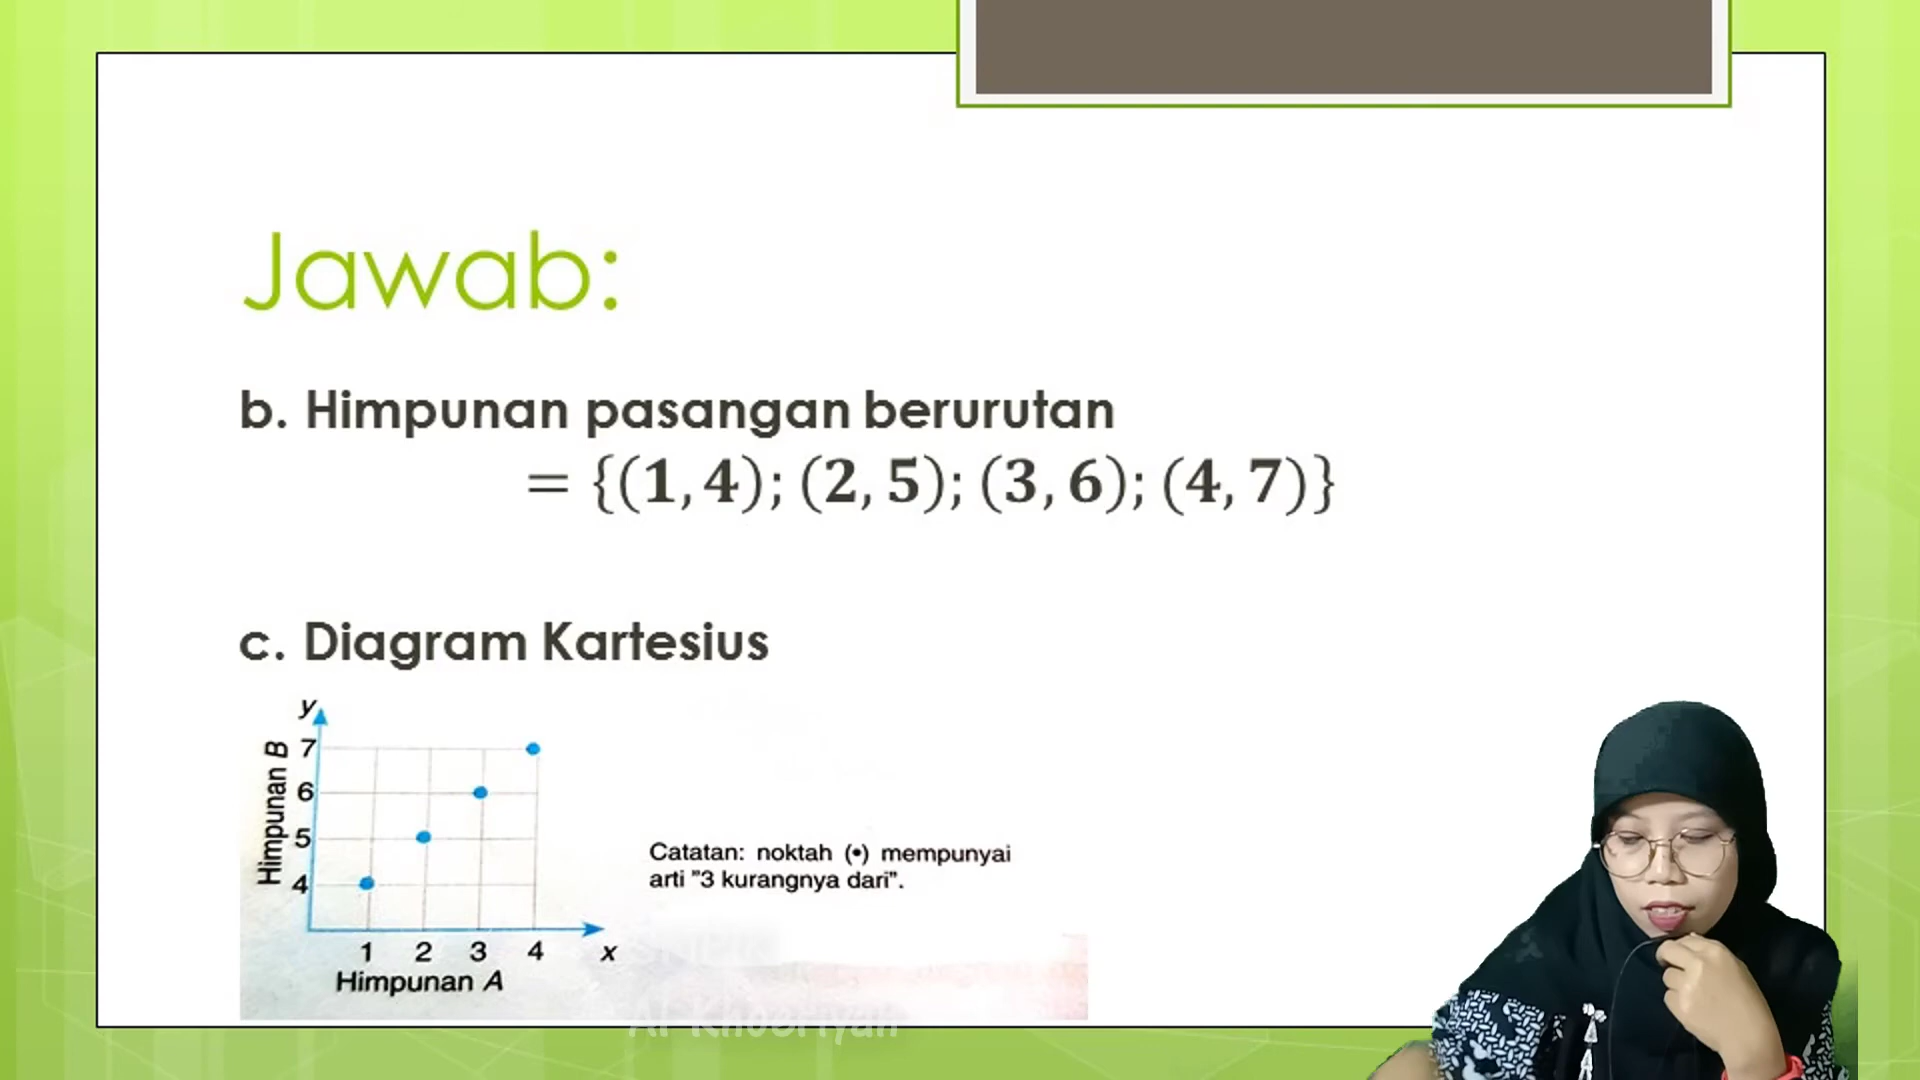 Jawab:
b. Himpunan pasangan berurutan
= {(1, 4); (2, 5); (3, 6); (4, 7)}
c. Diagram Kartesius
y
7
6
5
4
Himpunan B
1 2 3 4 x
Himpunan A
Catatan: noktah (•) mempunyai
arti "3 kurangnya dari".